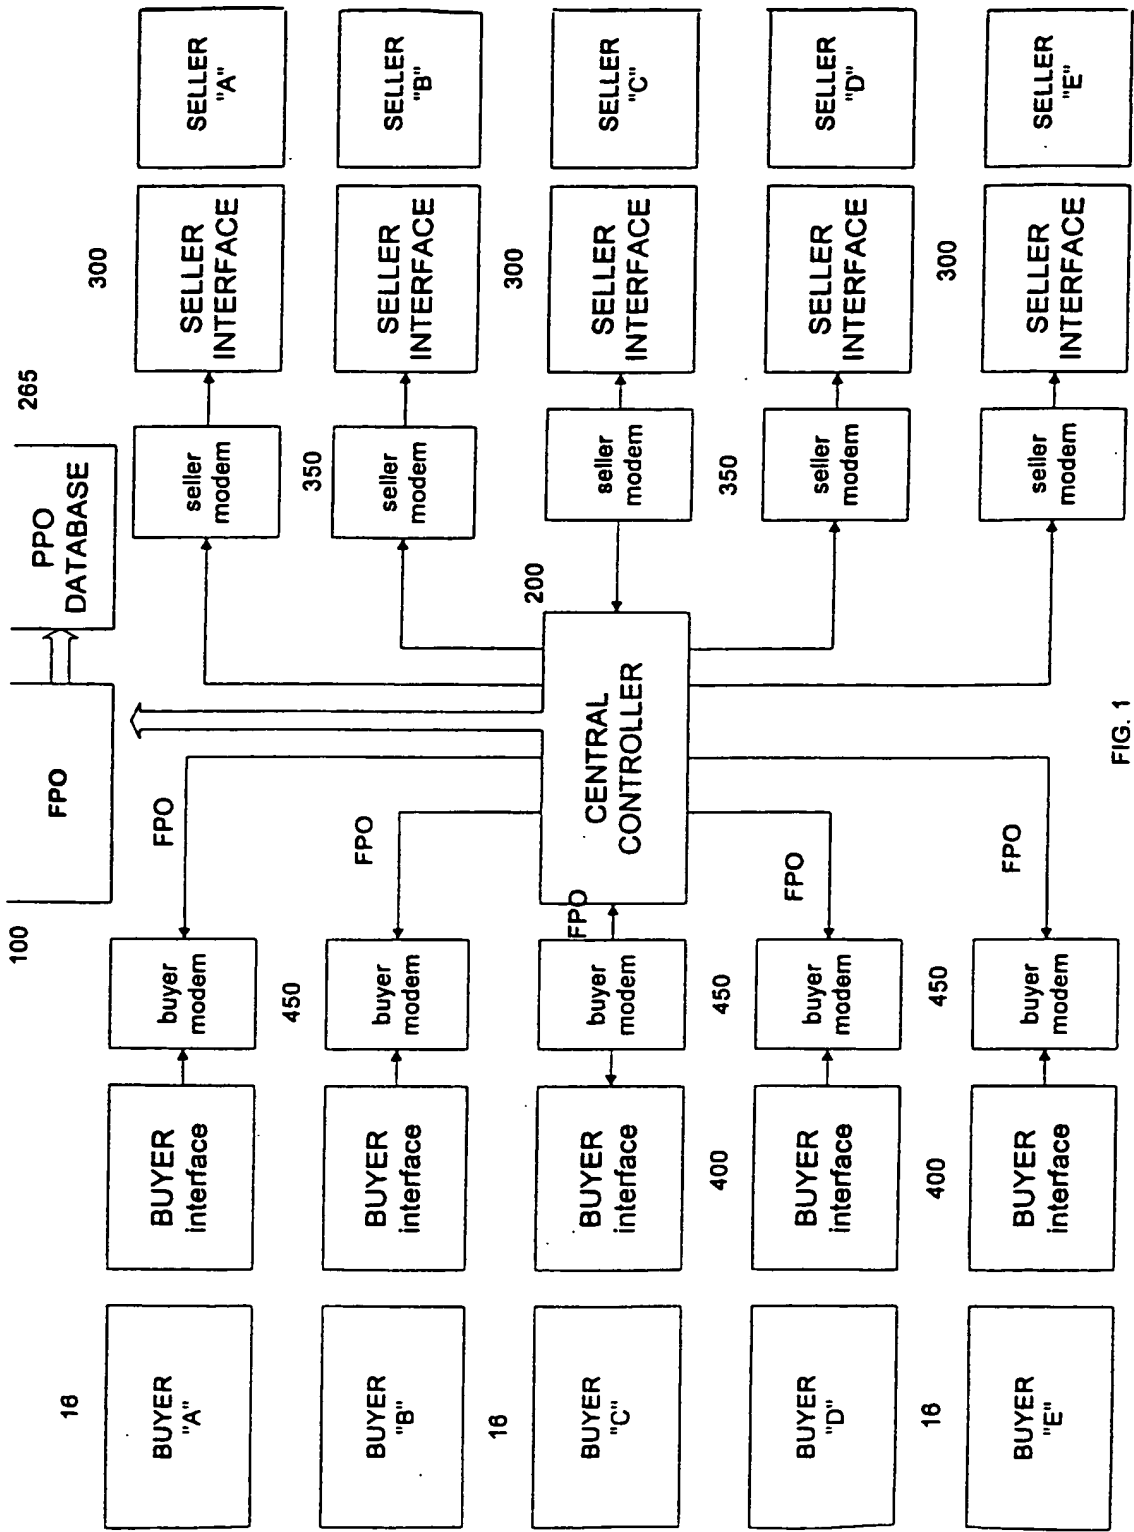 100
FPO
PPO
DATABASE
265
16
300
BUYER
"A"
BUYER
interface
buyer
modem
FPO
seller
modem
SELLER
INTERFACE
SELLER
"A"
450
350
BUYER
"B"
BUYER
interface
buyer
modem
FPO
seller
modem
SELLER
INTERFACE
SELLER
"B"
16
200
300
BUYER
"C"
BUYER
interface
buyer
modem
FPO
CENTRAL
CONTROLLER
seller
modem
SELLER
INTERFACE
SELLER
"C"
400
450
350
BUYER
"D"
BUYER
interface
buyer
modem
FPO
seller
modem
SELLER
INTERFACE
SELLER
"D"
16
400
450
300
BUYER
"E"
BUYER
interface
buyer
modem
FPO
seller
modem
SELLER
INTERFACE
SELLER
"E"
FIG. 1